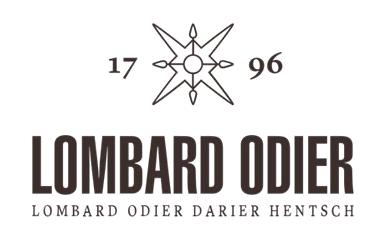 17 96
LOMBARD ODIER
LOMBARD ODIER DARIER HENTSCH